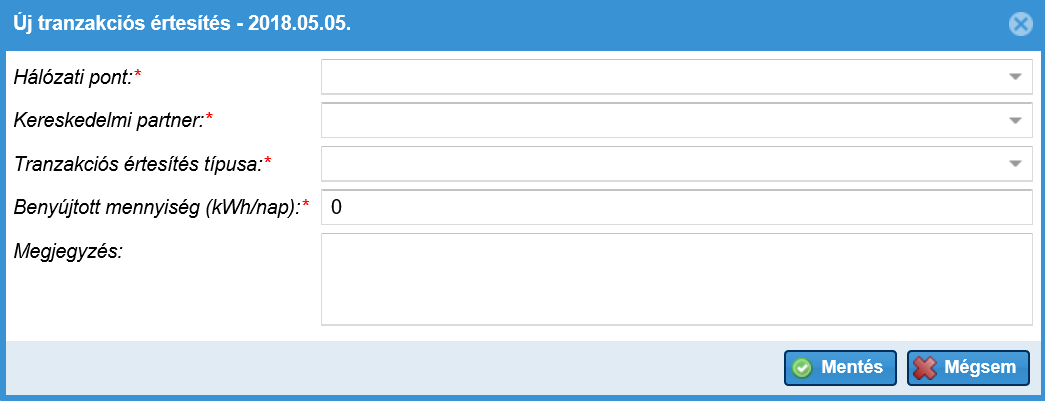 Új tranzakciós értesítés - 2018.05.05.
Hálózati pont:*
Kereskedelmi partner:*
Tranzakciós értesítés típusa:*
Benyújtott mennyiség (kWh/nap):* 0
Megjegyzés:
Mentés Mégsem